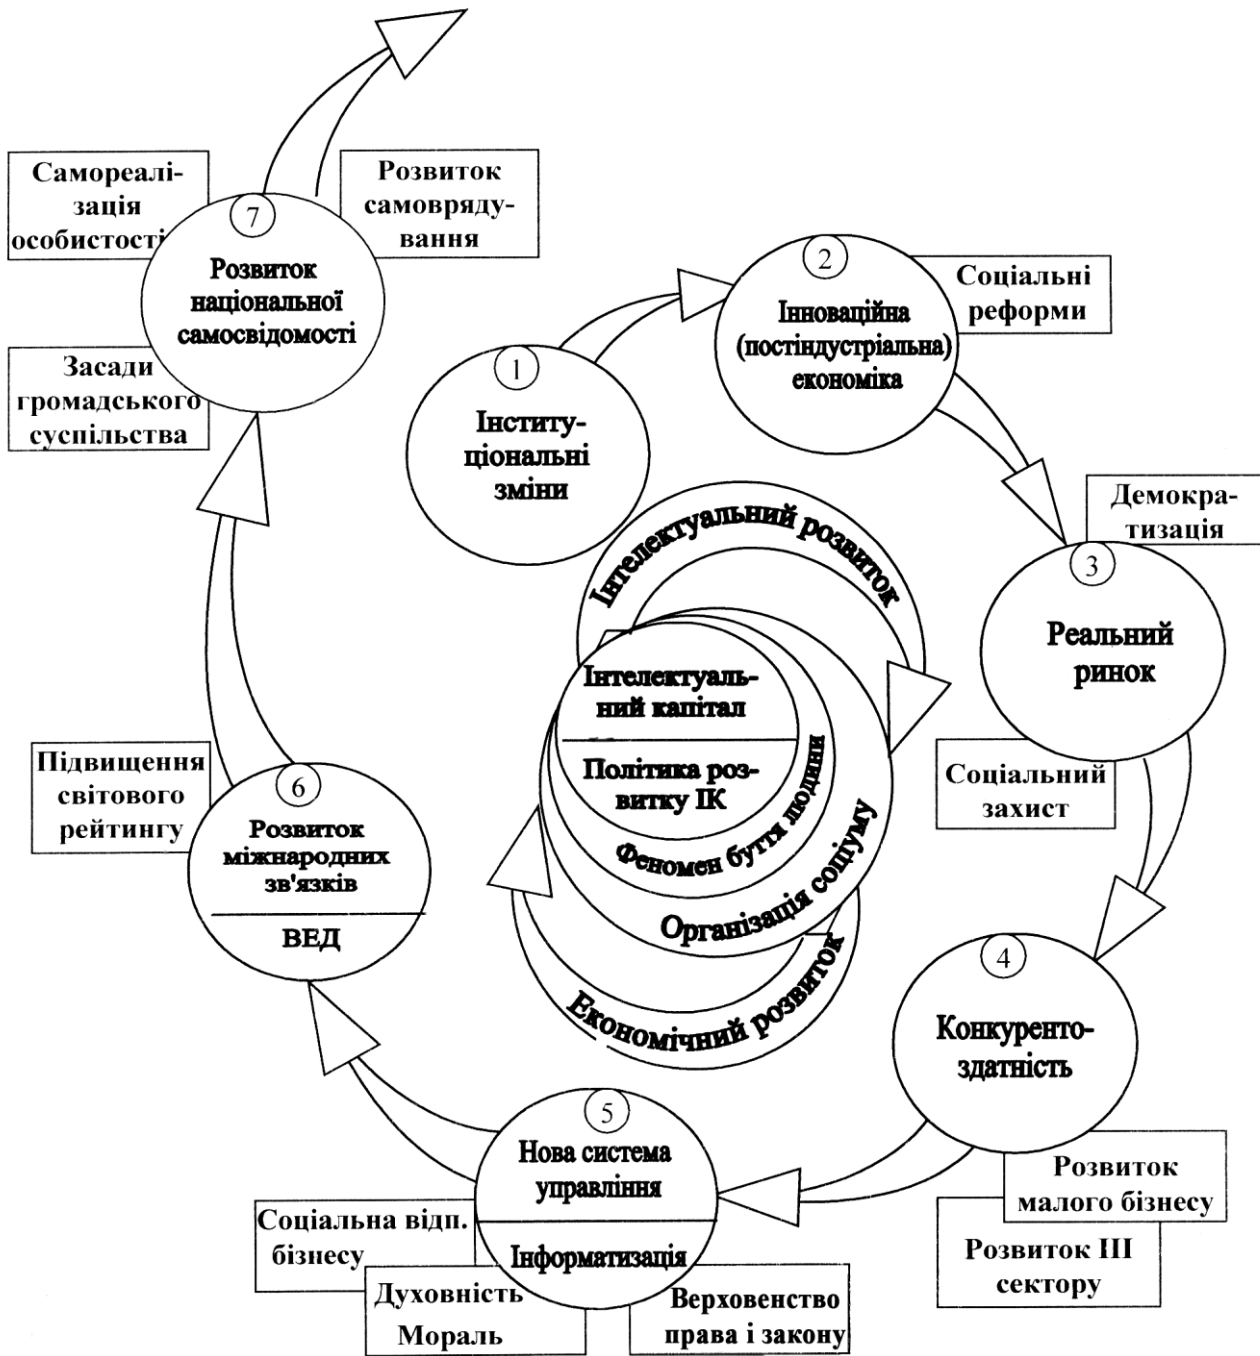 Самореалі-
зація
особистості
Розвиток
самовряду-
вання
7
Розвиток
національної
самосвідомості
Засади
громадського
суспільства
1
Інститу-
ціональні
зміни
2
Інноваційна
(постіндустріальна)
економіка
Соціальні
реформи
Демокра-
тизація
3
Реальний
ринок
Соціальний
захист
Інтелектуальний розвиток
Інтелектуаль-
ний капітал
Політика роз-
витку ІК
Феномен буття людини
Організація соціуму
Економічний розвиток
4
Конкуренто-
здатність
Розвиток
малого бізнесу
Розвиток ІІІ
сектору
5
Нова система
управління
Інформатизація
Соціальна відп.
бізнесу
Духовність
Мораль
Верховенство
права і закону
Підвищення
світового
рейтингу
6
Розвиток
міжнародних
зв'язків
ВЕД